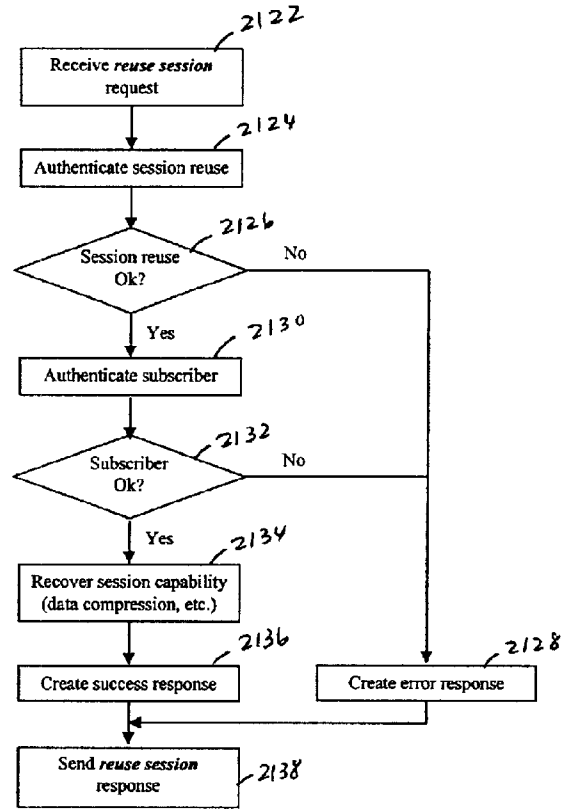 2122
Receive reuse session
request
2124
Authenticate session reuse
2126
Session reuse
Ok?
No
Yes
2130
Authenticate subscriber
2132
Subscriber
Ok?
No
Yes
2134
Recover session capability
(data compression, etc.)
2136
Create success response
2128
Create error response
Send reuse session
response
2138